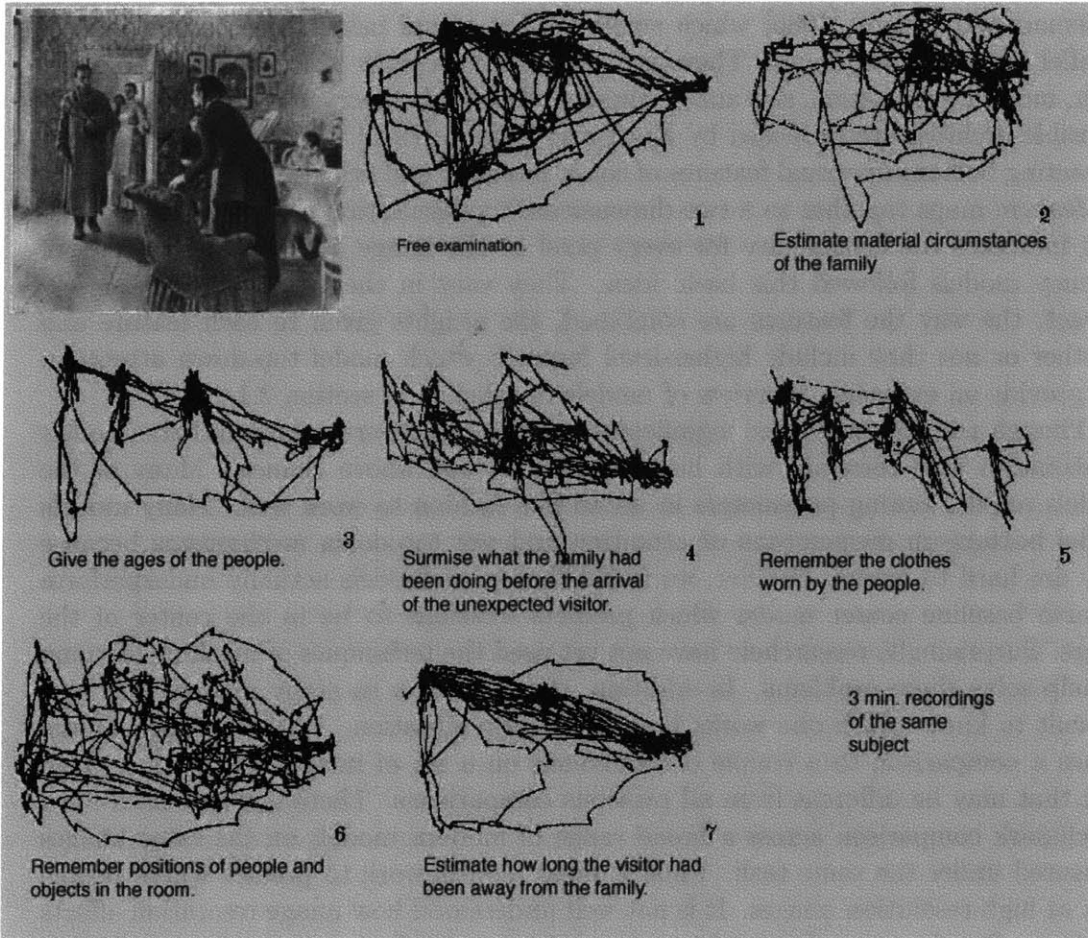 Free examination.
1
2
Estimate material circumstances
of the family
3
Give the ages of the people.
4
Surmise what the family had
been doing before the arrival
of the unexpected visitor.
5
Remember the clothes
worn by the people.
6
Remember positions of people and
objects in the room.
7
Estimate how long the visitor had
been away from the family.
3 min. recordings
of the same
subject